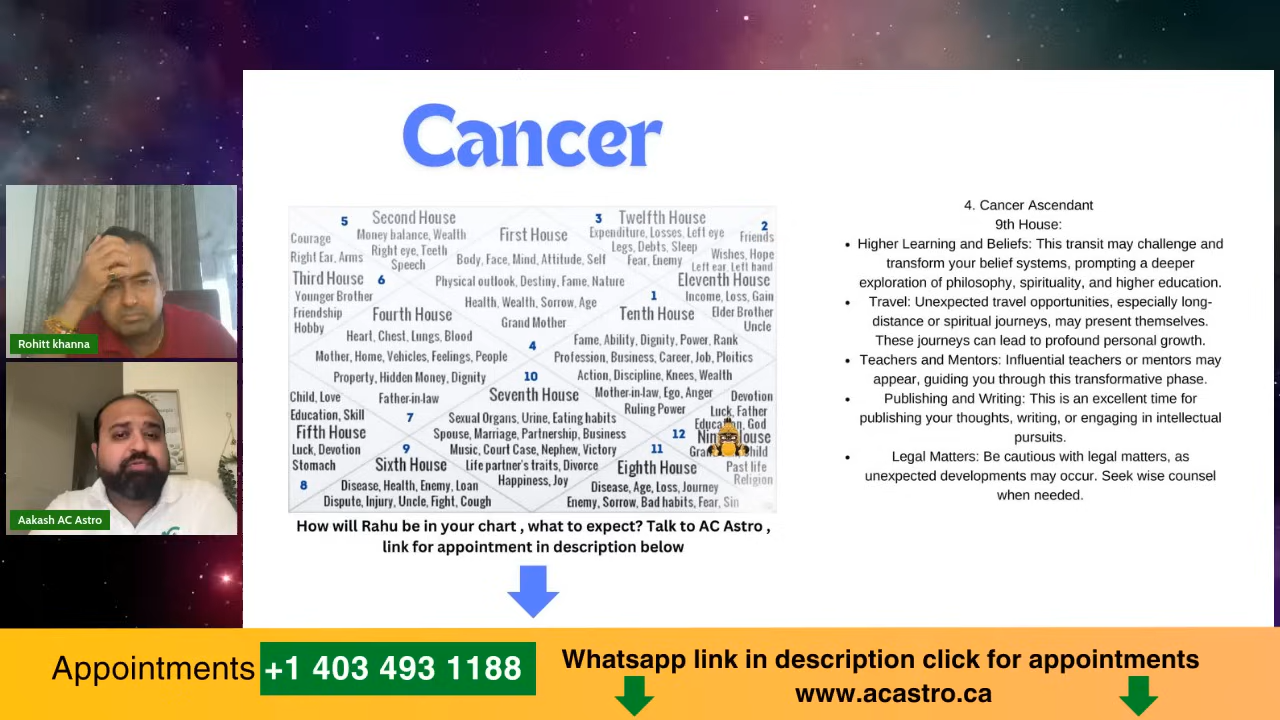 Cancer
5
Second House
3
Twelfth House
2
Courage
Money balance, Wealth
First House
Expenditure, Losses, Left eye
Friends
Right Ear, Arms
Right eye, Teeth
Legs, Debts, Sleep
Wishes, Hope
Speech
Body, Face, Mind, Attitude, Self
Fear, Enemy
Left ear, Left hand
Third House
6
Physical outlook, Destiny, Fame, Nature
Eleventh House
Younger Brother
Health, Wealth, Sorrow, Age
1
Income, Loss, Gain
Friendship
Fourth House
Grand Mother
Tenth House
Elder Brother
Hobby
Uncle
Heart, Chest, Lungs, Blood
4
Fame, Ability, Dignity, Power, Rank
Mother, Home, Vehicles, Feelings, People
Profession, Business, Career, Job, Ploitics
Property, Hidden Money, Dignity
10
Action, Discipline, Knees, Wealth
Child, Love
Father-in-law
Seventh House
Mother-in-law, Ego, Anger
Devotion
Education, Skill
7
Sexual Organs, Urine, Eating habits
Ruling Power
Luck, Father
Fifth House
Spouse, Marriage, Partnership, Business
12
God
House
Luck, Devotion
9
Music, Court Case, Nephew, Victory
11
Stomach
Sixth House
Life partner's traits, Divorce
Eighth House
Past life
8
Disease, Health, Enemy, Loan
Happiness, Joy
Disease, Age, Loss, Journey
Religion
Dispute, Injury, Uncle, Fight, Cough
Enemy, Sorrow, Bad habits, Fear, Sin
How will Rahu be in your chart , what to expect? Talk to AC Astro ,
link for appointment in description below
4. Cancer Ascendant
9th House:
• Higher Learning and Beliefs: This transit may challenge and
transform your belief systems, prompting a deeper
exploration of philosophy, spirituality, and higher education.
• Travel: Unexpected travel opportunities, especially long-
distance or spiritual journeys, may present themselves.
These journeys can lead to profound personal growth.
• Teachers and Mentors: Influential teachers or mentors may
appear, guiding you through this transformative phase.
• Publishing and Writing: This is an excellent time for
publishing your thoughts, writing, or engaging in intellectual
pursuits.
• Legal Matters: Be cautious with legal matters, as
unexpected developments may occur. Seek wise counsel
when needed.
Rohitt khanna
Aakash AC Astro
Appointments +1 403 493 1188
Whatsapp link in description click for appointments
www.acastro.ca